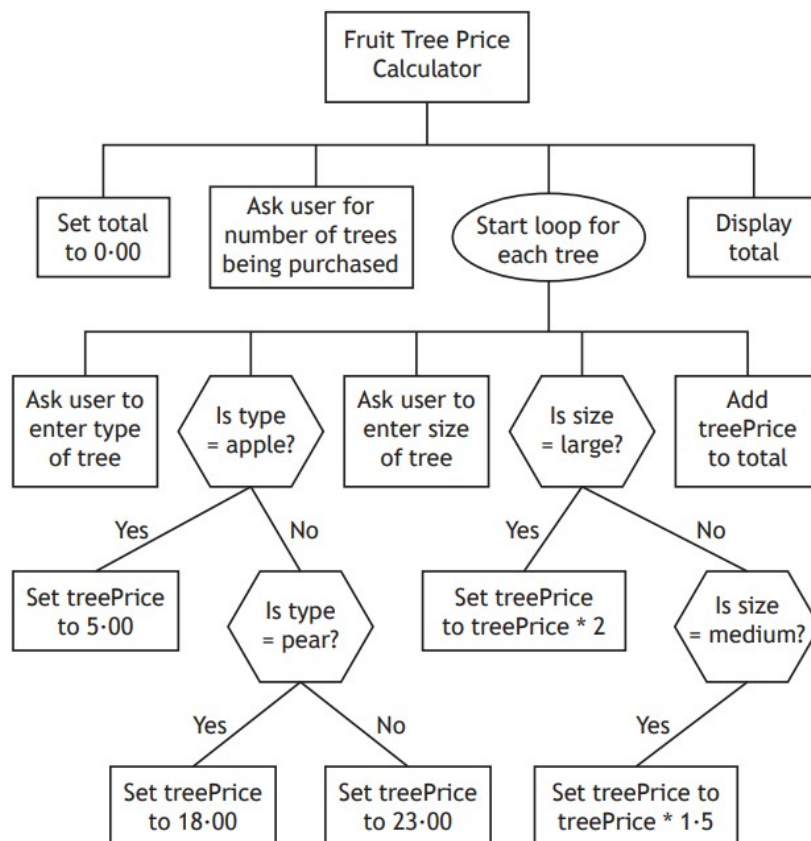 Fruit Tree Price
Calculator
Set total
to 0·00
Ask user for
number of trees
being purchased
Start loop for
each tree
Display
total
Ask user to
enter type
of tree
Is type
= apple?
Ask user to
enter size
of tree
Is size
= large?
Add
treePrice
to total
Yes
No
Yes
No
Set treePrice
to 5·00
Is type
= pear?
Set treePrice
to treePrice * 2
Is size
= medium?
Yes
No
Yes
Set treePrice
to 18·00
Set treePrice
to 23·00
Set treePrice to
treePrice * 1·5